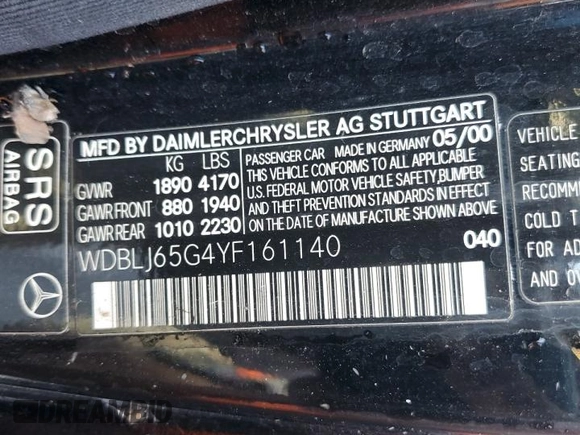 MFD BY DAIMLERCHRYSLER AG STUTTGART
KG LBS
GVWR 1890 4170
GAWR FRONT 880 1940
GAWR REAR 1010 2230
PASSENGER CAR MADE IN GERMANY 05/00
THIS VEHICLE CONFORMS TO ALL APPLICABLE
U.S. FEDERAL MOTOR VEHICLE SAFETY, BUMPER
AND THEFT PREVENTION STANDARDS IN EFFECT
ON THE DATE OF MANUFACTURE SHOWN ABOVE
WDBLJ65G4YF161140
040
SRS
AIRBAG
VEHICLE
SEATING
RECOMM
COLD T
FOR AD
AND OV
DREAMBID